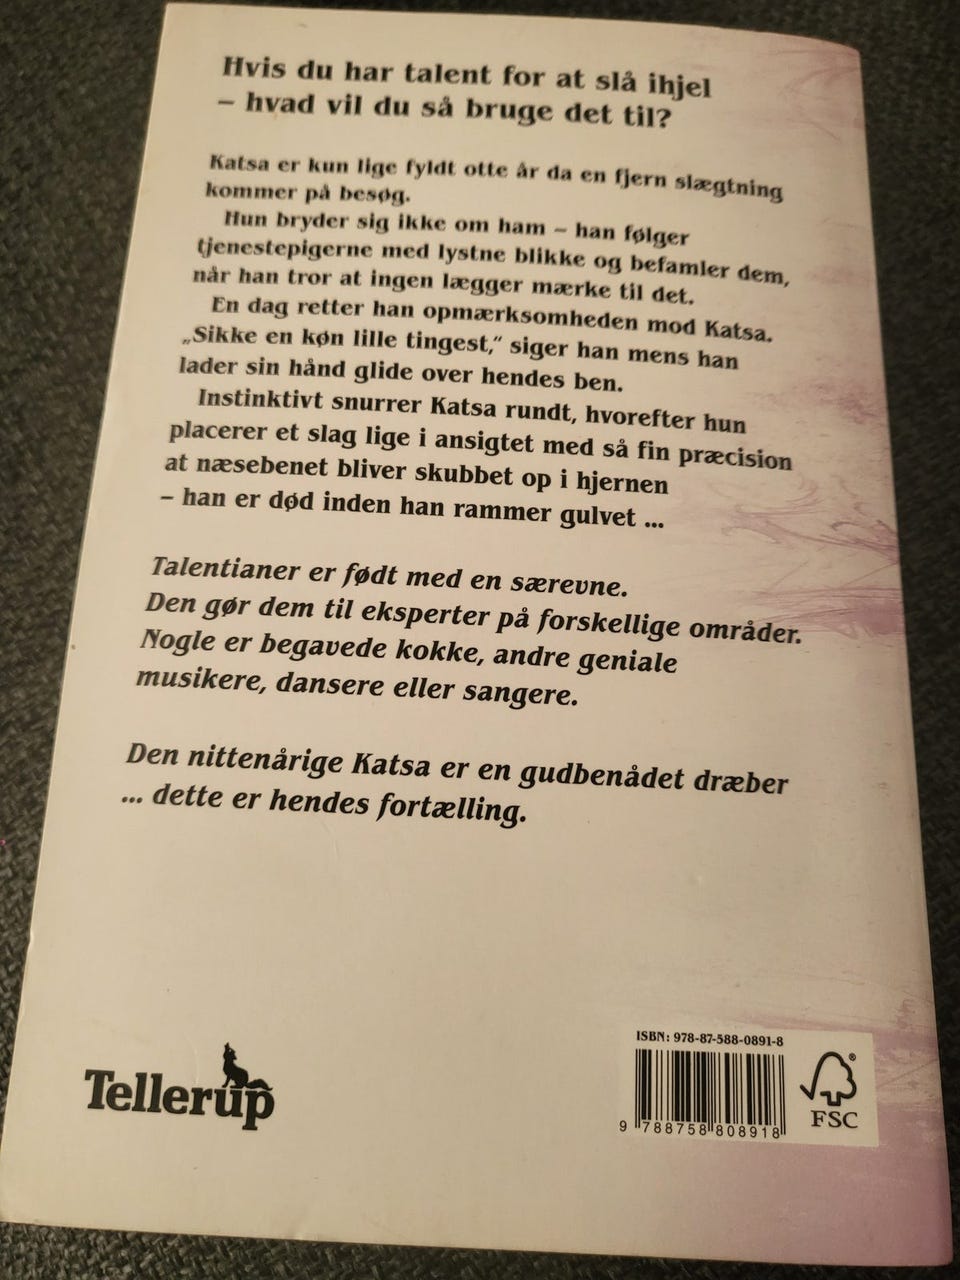 Hvis du har talent for at slå ihjel
– hvad vil du så bruge det til?
Katsa er kun lige fyldt otte år da en fjern slægtning
kommer på besøg.
Hun bryder sig ikke om ham – han følger
tjenestepigerne med lystne blikke og befamler dem,
når han tror at ingen lægger mærke til det.
En dag retter han opmærksomheden mod Katsa.
„Sikke en køn lille tingest,“ siger han mens han
lader sin hånd glide over hendes ben.
Instinktivt snurrer Katsa rundt, hvorefter hun
placerer et slag lige i ansigtet med så fin præcision
at næsebenet bliver skubbet op i hjernen
– han er død inden han rammer gulvet ...
Talentianer er født med en særevne.
Den gør dem til eksperter på forskellige områder.
Nogle er begavede kokke, andre geniale
musikere, dansere eller sangere.
Den nittenårige Katsa er en gudbenådet dræber
... dette er hendes fortælling.
Tellerup
ISBN: 978-87-588-0891-8
9 788758 808918
®
FSC